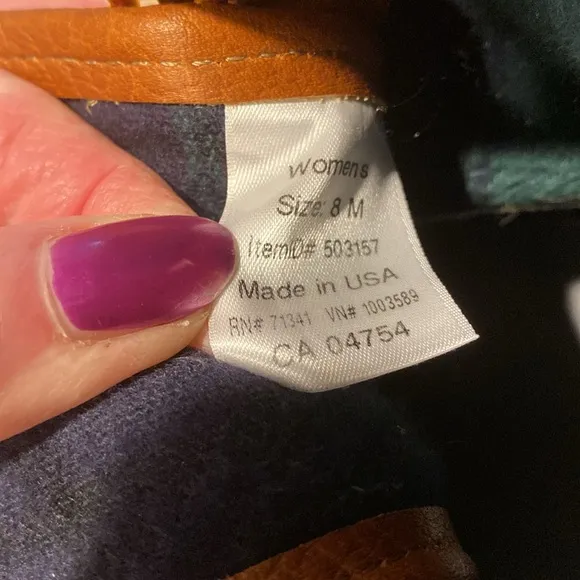 Womens
Size: 8 M
ItemID# 503157
Made in USA
RN# 71341 VN# 1003589
CA 04754